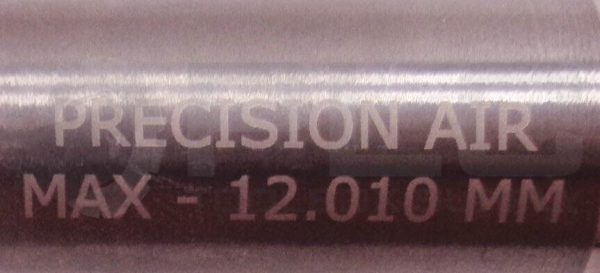 PRECISION AIR
MAX - 12.010 MM